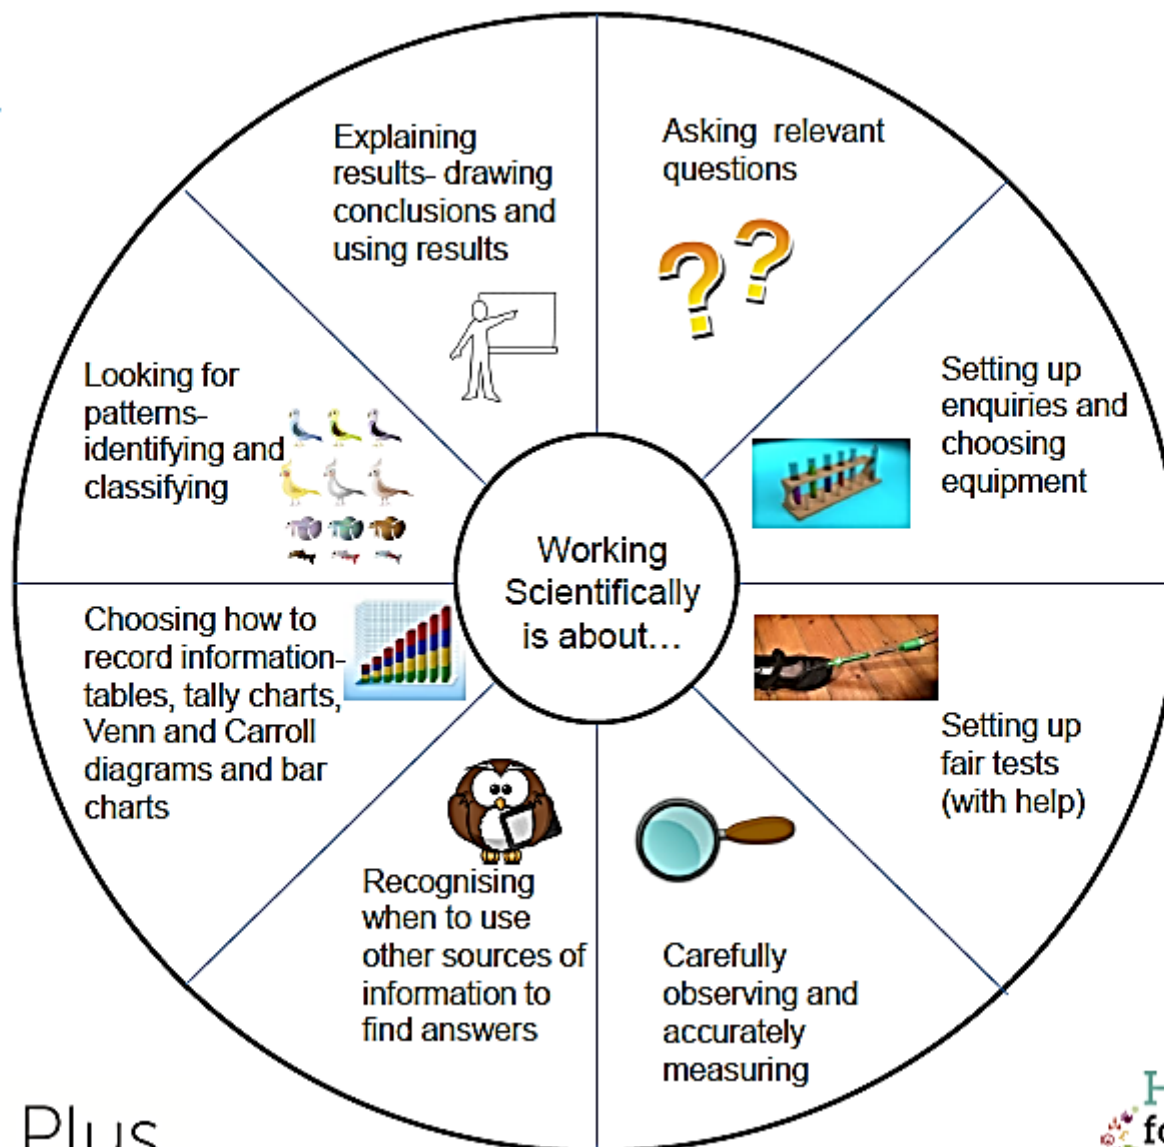 Explaining
results- drawing
conclusions and
using results
Asking relevant
questions
Setting up
enquiries and
choosing
equipment
Setting up
fair tests
(with help)
Carefully
observing and
accurately
measuring
Recognising
when to use
other sources of
information to
find answers
Choosing how to
record information-
tables, tally charts,
Venn and Carroll
diagrams and bar
charts
Looking for
patterns-
identifying and
classifying
Working
Scientifically
is about...
Plus